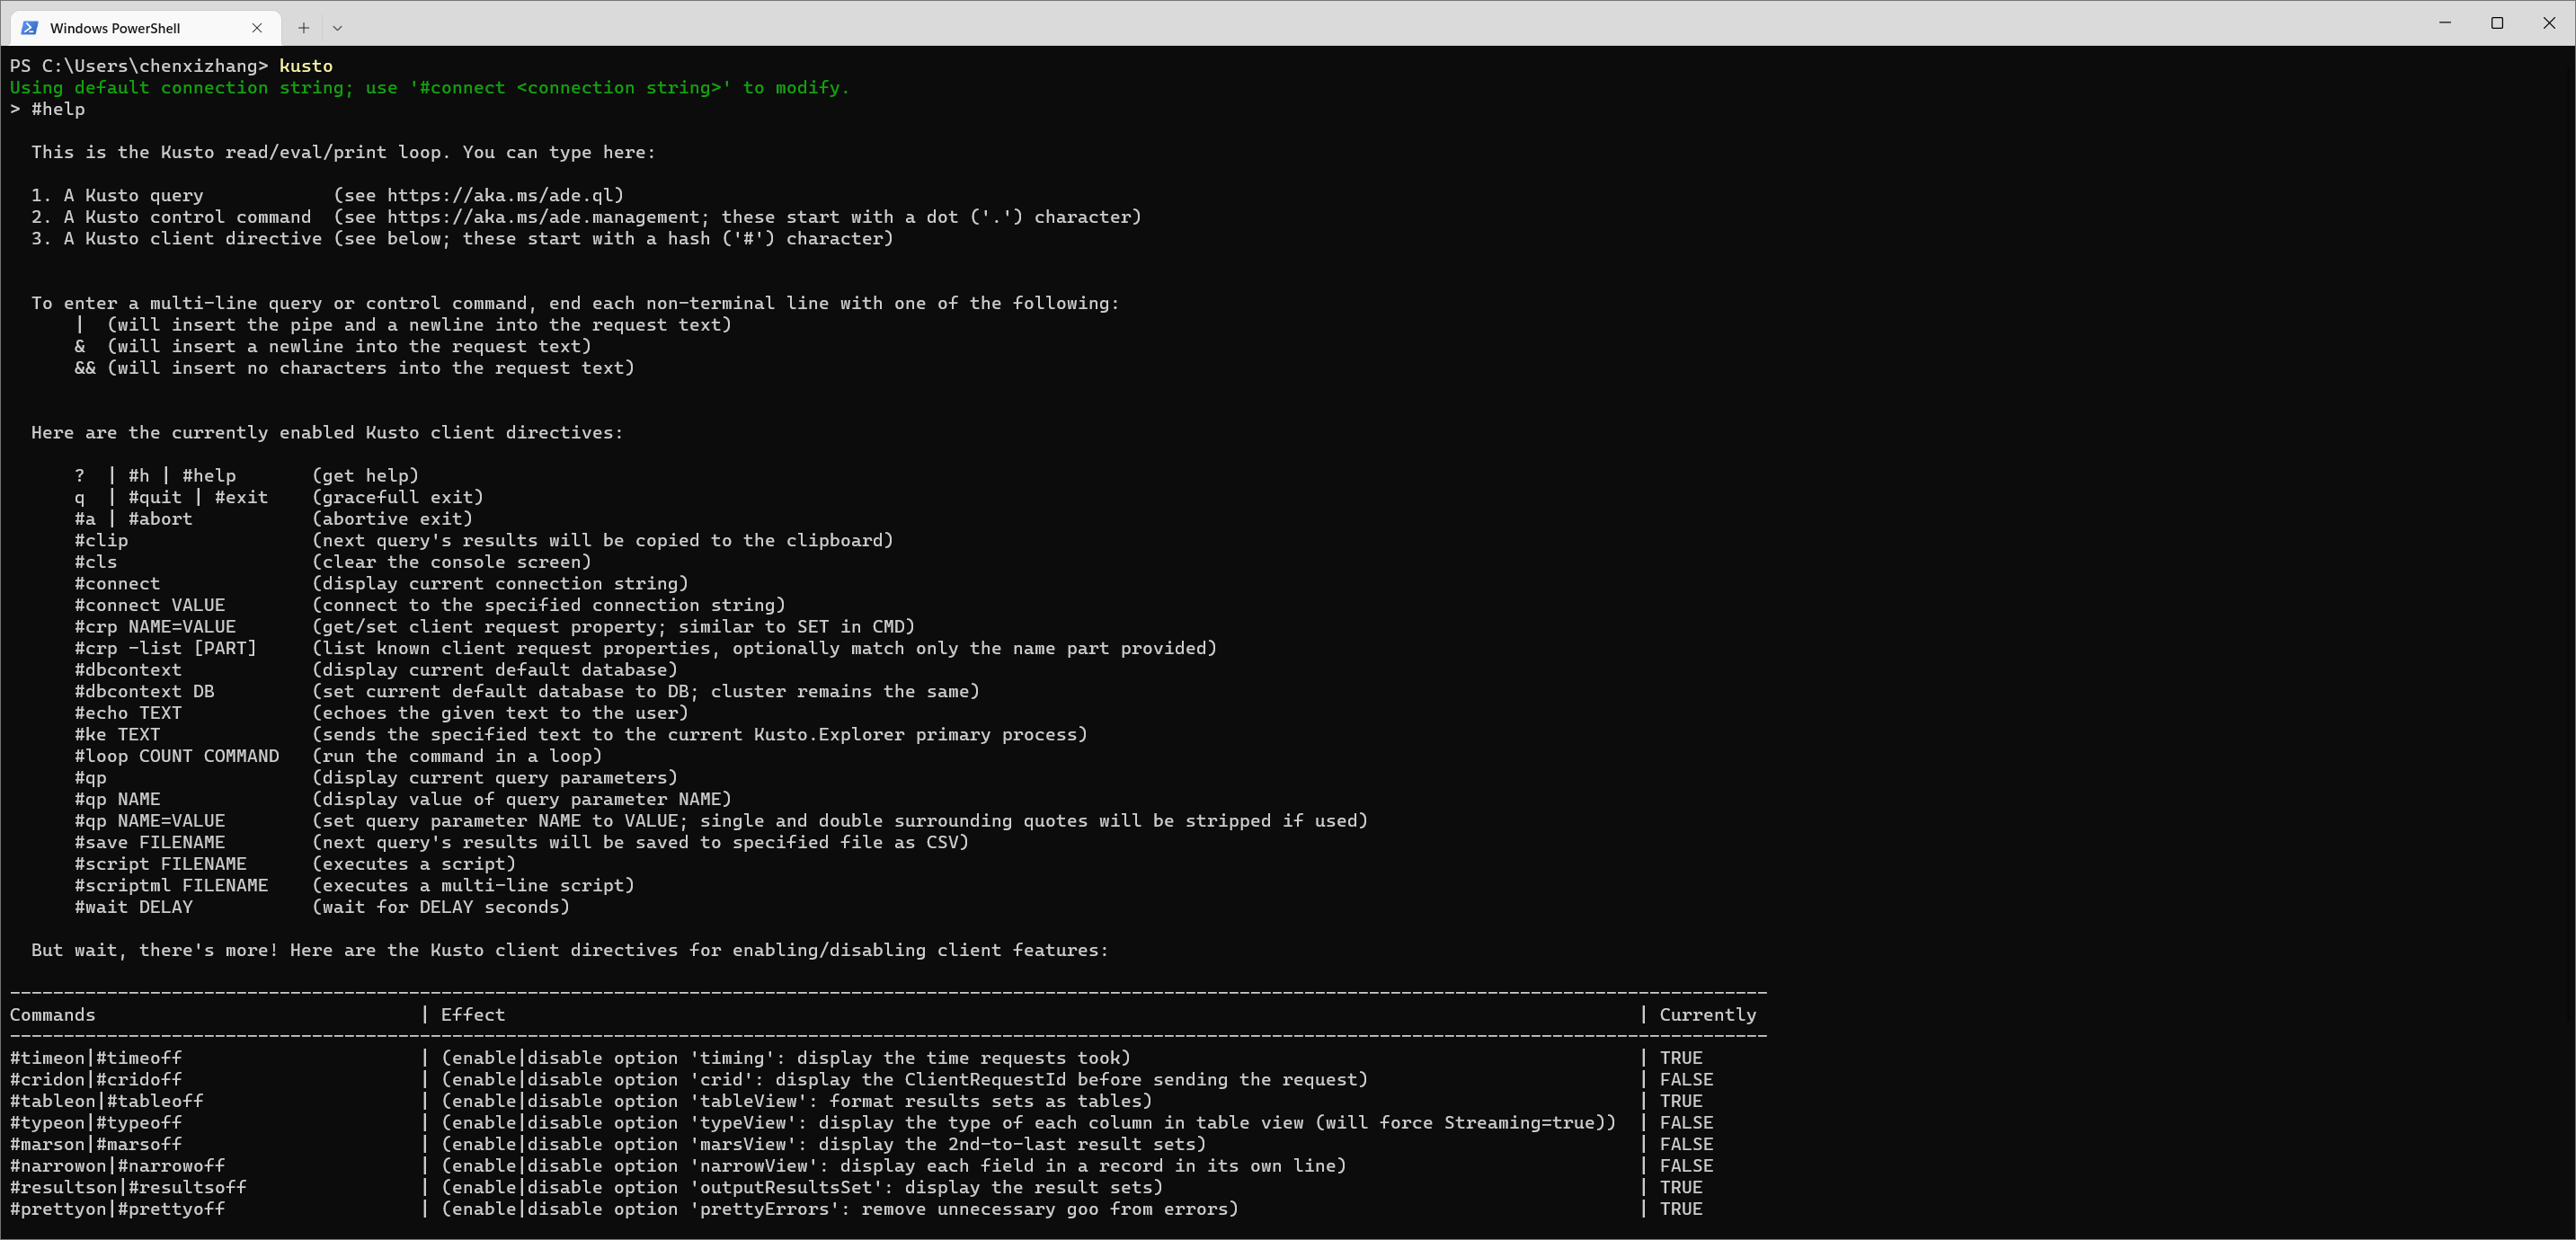 Windows PowerShell
PS C:\Users\chenxizhang> kusto
Using default connection string; use '#connect <connection string>' to modify.
> #help
This is the Kusto read/eval/print loop. You can type here:
1. A Kusto query           (see https://aka.ms/ade.ql)
2. A Kusto control command (see https://aka.ms/ade.management; these start with a dot ('.') character)
3. A Kusto client directive (see below; these start with a hash ('#') character)
To enter a multi-line query or control command, end each non-terminal line with one of the following:
|  (will insert the pipe and a newline into the request text)
&  (will insert a newline into the request text)
&& (will insert no characters into the request text)
Here are the currently enabled Kusto client directives:
?  | #h | #help       (get help)
q  | #quit | #exit    (gracefull exit)
#a | #abort           (abortive exit)
#clip                 (next query's results will be copied to the clipboard)
#cls                  (clear the console screen)
#connect              (display current connection string)
#connect VALUE        (connect to the specified connection string)
#crp NAME=VALUE       (get/set client request property; similar to SET in CMD)
#crp -list [PART]     (list known client request properties, optionally match only the name part provided)
#dbcontext            (display current default database)
#dbcontext DB         (set current default database to DB; cluster remains the same)
#echo TEXT            (echoes the given text to the user)
#ke TEXT              (sends the specified text to the current Kusto.Explorer primary process)
#loop COUNT COMMAND   (run the command in a loop)
#qp                   (display current query parameters)
#qp NAME              (display value of query parameter NAME)
#qp NAME=VALUE        (set query parameter NAME to VALUE; single and double surrounding quotes will be stripped if used)
#save FILENAME        (next query's results will be saved to specified file as CSV)
#script FILENAME      (executes a script)
#scriptml FILENAME    (executes a multi-line script)
#wait DELAY           (wait for DELAY seconds)
But wait, there's more! Here are the Kusto client directives for enabling/disabling client features:
Commands | Effect | Currently
#timeon|#timeoff | (enable|disable option 'timing': display the time requests took) | TRUE
#cridon|#cridoff | (enable|disable option 'crid': display the ClientRequestId before sending the request) | FALSE
#tableon|#tableoff | (enable|disable option 'tableView': format results sets as tables) | TRUE
#typeon|#typeoff | (enable|disable option 'typeView': display the type of each column in table view (will force Streaming=true)) | FALSE
#marson|#marsoff | (enable|disable option 'marsView': display the 2nd-to-last result sets) | FALSE
#narrowon|#narrowoff | (enable|disable option 'narrowView': display each field in a record in its own line) | FALSE
#resultson|#resultsoff | (enable|disable option 'outputResultsSet': display the result sets) | TRUE
#prettyon|#prettyoff | (enable|disable option 'prettyErrors': remove unnecessary goo from errors) | TRUE